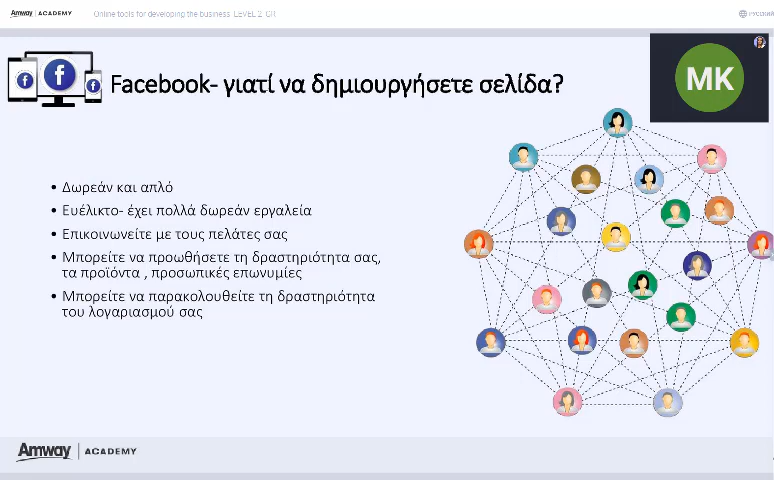 Amway | ACADEMY
Online tools for developing the business. LEVEL 2. GR
РУССКИЙ
Facebook- γιατί να δημιουργήσετε σελίδα?
MK
• Δωρεάν και απλό
• Ευέλικτο- έχει πολλά δωρεάν εργαλεία
• Επικοινωνείτε με τους πελάτες σας
• Μπορείτε να προωθήσετε τη δραστηριότητα σας,
τα προϊόντα , προσωπικές επωνυμίες
• Μπορείτε να παρακολουθείτε τη δραστηριότητα
του λογαριασμού σας
Amway | ACADEMY